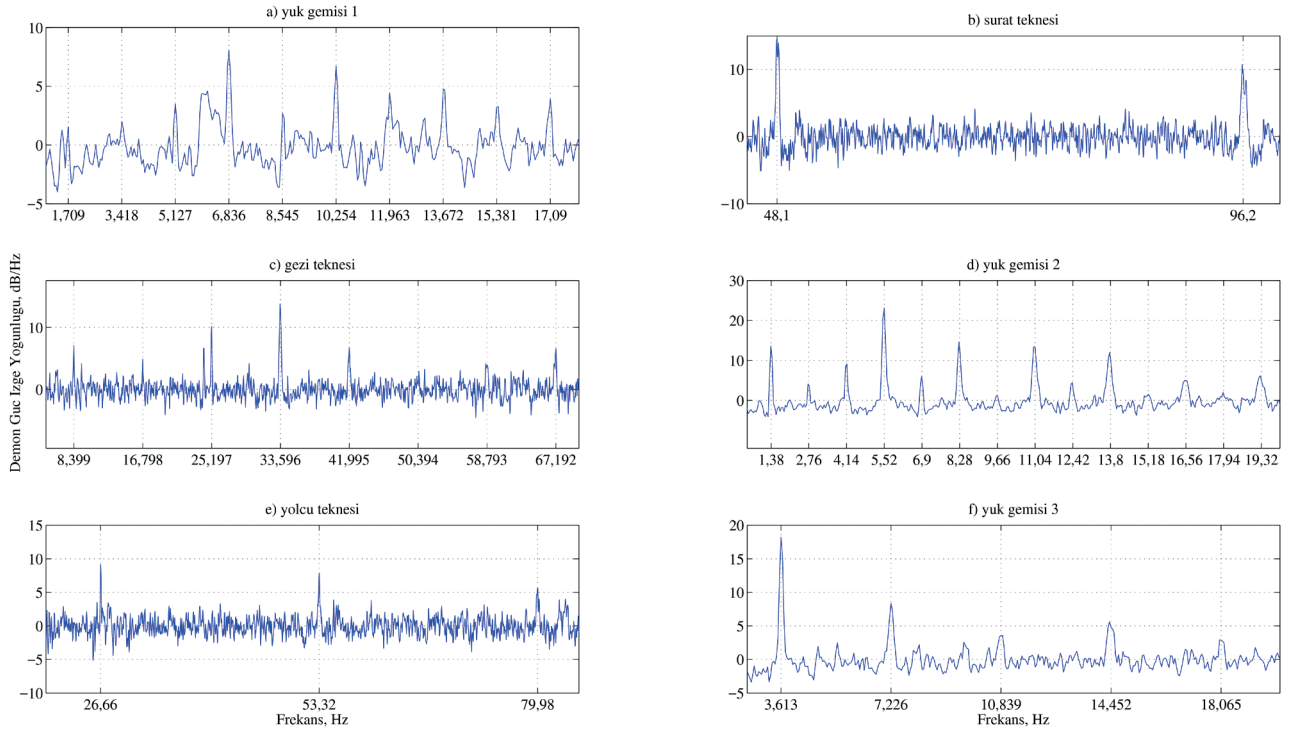 a) yuk gemisi 1
10
5
0
−5
1,709 3,418 5,127 6,836 8,545 10,254 11,963 13,672 15,381 17,09
b) surat teknesi
10
0
−10
48,1 96,2
Demon Guc Izge Yogunlugu, dB/Hz
c) gezi teknesi
10
0
8,399 16,798 25,197 33,596 41,995 50,394 58,793 67,192
d) yuk gemisi 2
30
20
10
0
1,38 2,76 4,14 5,52 6,9 8,28 9,66 11,04 12,42 13,8 15,18 16,56 17,94 19,32
e) yolcu teknesi
15
10
5
0
−5
−10
26,66 53,32 79,98
Frekans, Hz
f) yuk gemisi 3
20
15
10
5
0
−5
3,613 7,226 10,839 14,452 18,065
Frekans, Hz